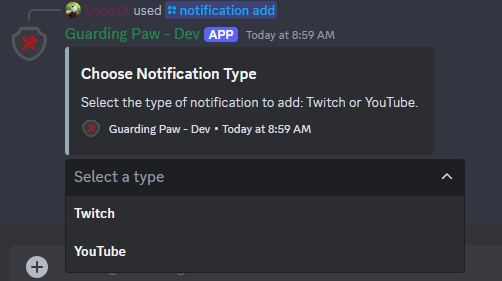 LonoxX used notification add
Guarding Paw - Dev APP Today at 8:59 AM
Choose Notification Type
Select the type of notification to add: Twitch or YouTube.
Guarding Paw - Dev • Today at 8:59 AM
Select a type
Twitch
YouTube